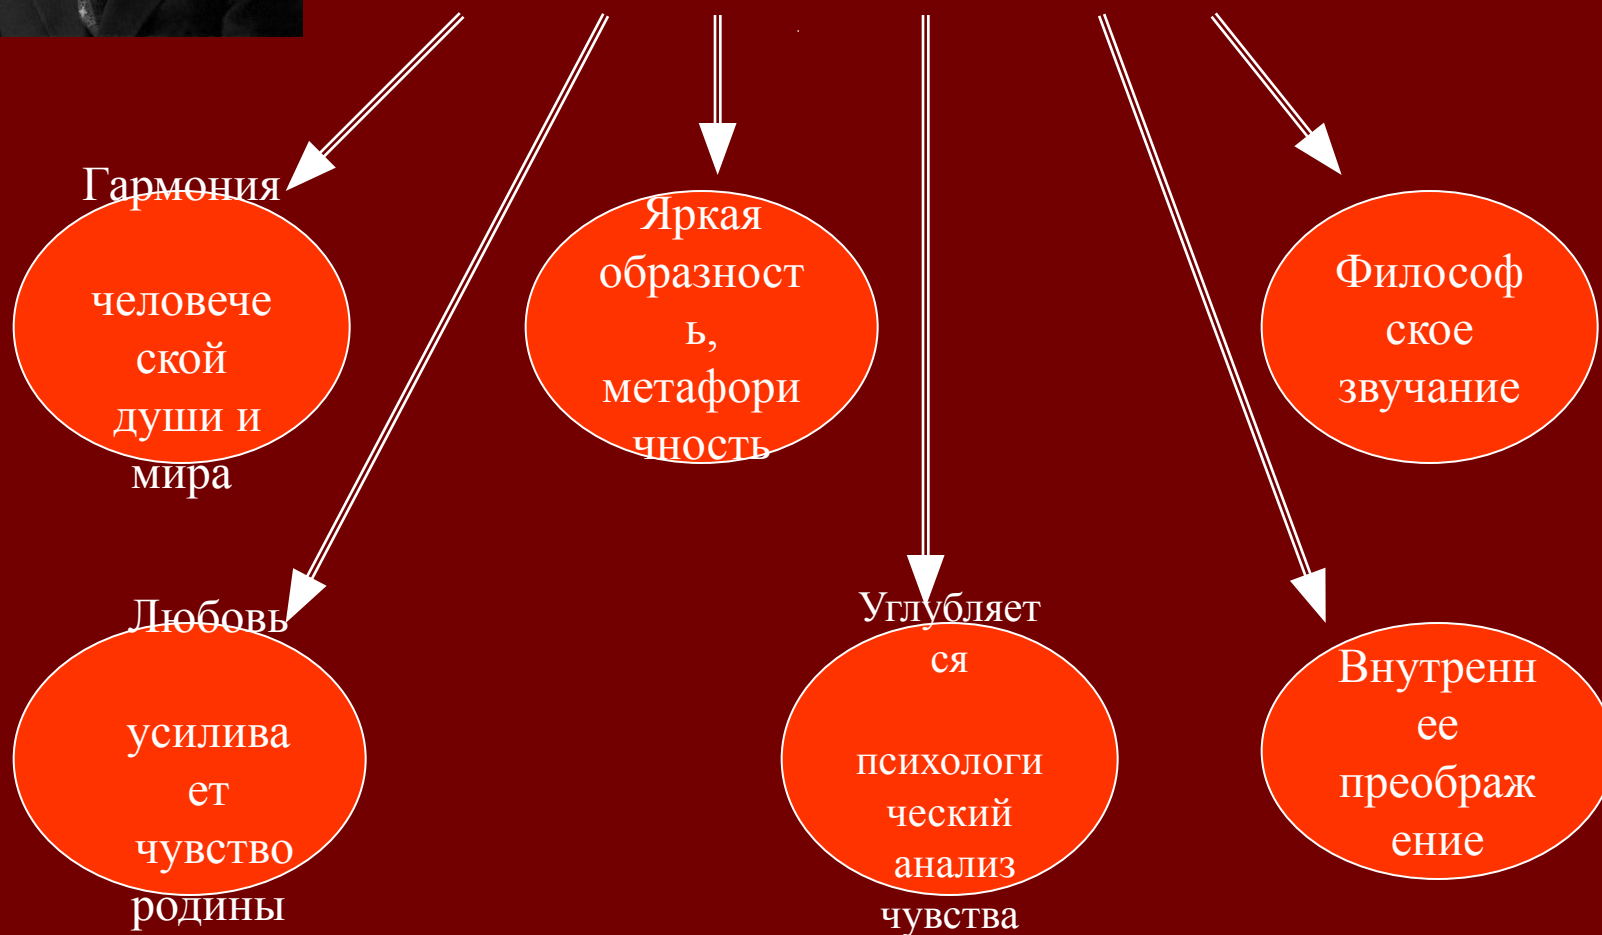 Гармония
человече
ской
души и
мира
Яркая
образност
ь,
метафори
чность
Философ
ское
звучание
Любовь
усилива
ет
чувство
родины
Углубляет
ся
психологи
ческий
анализ
чувства
Внутренн
ее
преображ
ение